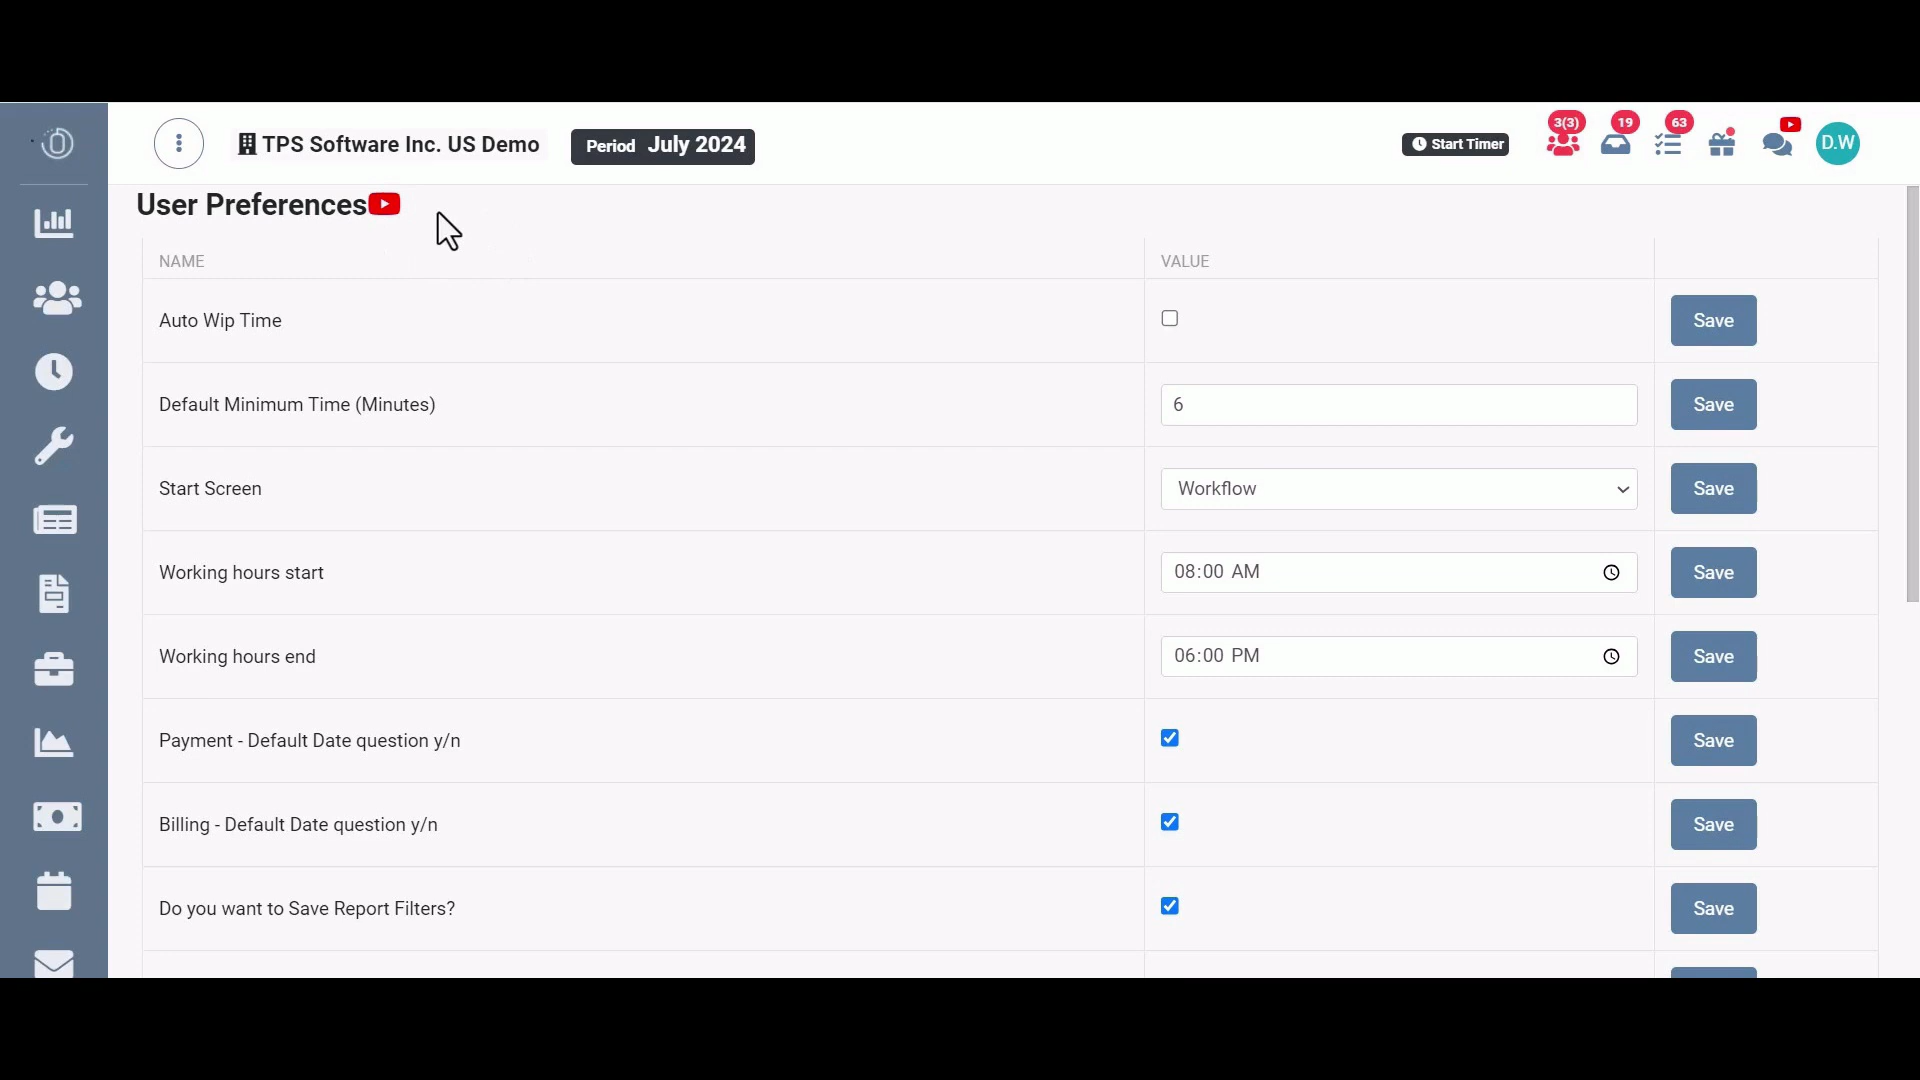 TPS Software Inc. US Demo
Period July 2024
Start Timer
3(3)
19
63
D.W
User Preferences
NAME VALUE
Auto Wip Time Save
Default Minimum Time (Minutes) 6 Save
Start Screen Workflow Save
Working hours start 08:00 AM Save
Working hours end 06:00 PM Save
Payment - Default Date question y/n Save
Billing - Default Date question y/n Save
Do you want to Save Report Filters? Save